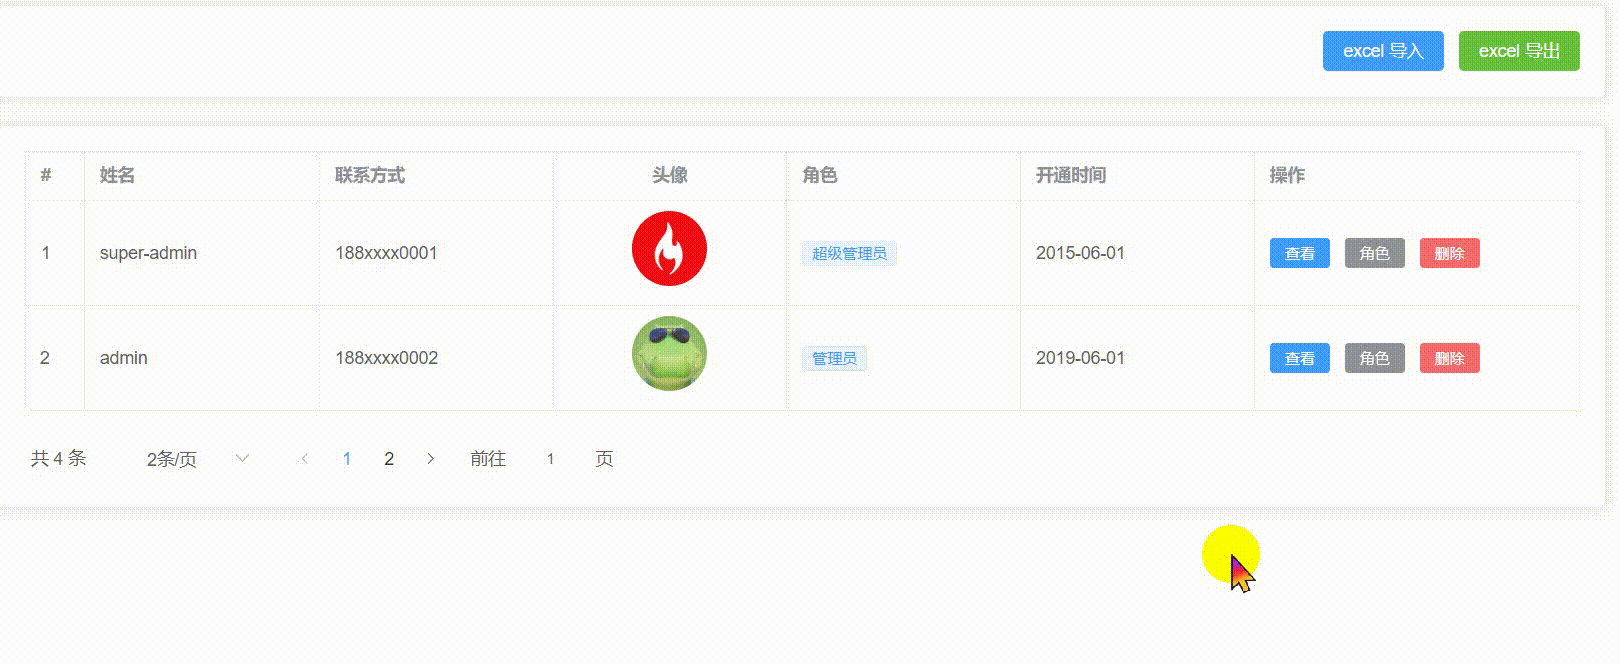 excel 导入 excel 导出
# 姓名 联系方式 头像 角色 开通时间 操作
1 super-admin 188xxxx0001 超级管理员 2015-06-01 查看 角色 删除
2 admin 188xxxx0002 管理员 2019-06-01 查看 角色 删除
共 4 条 2条/页 1 2 前往 1 页